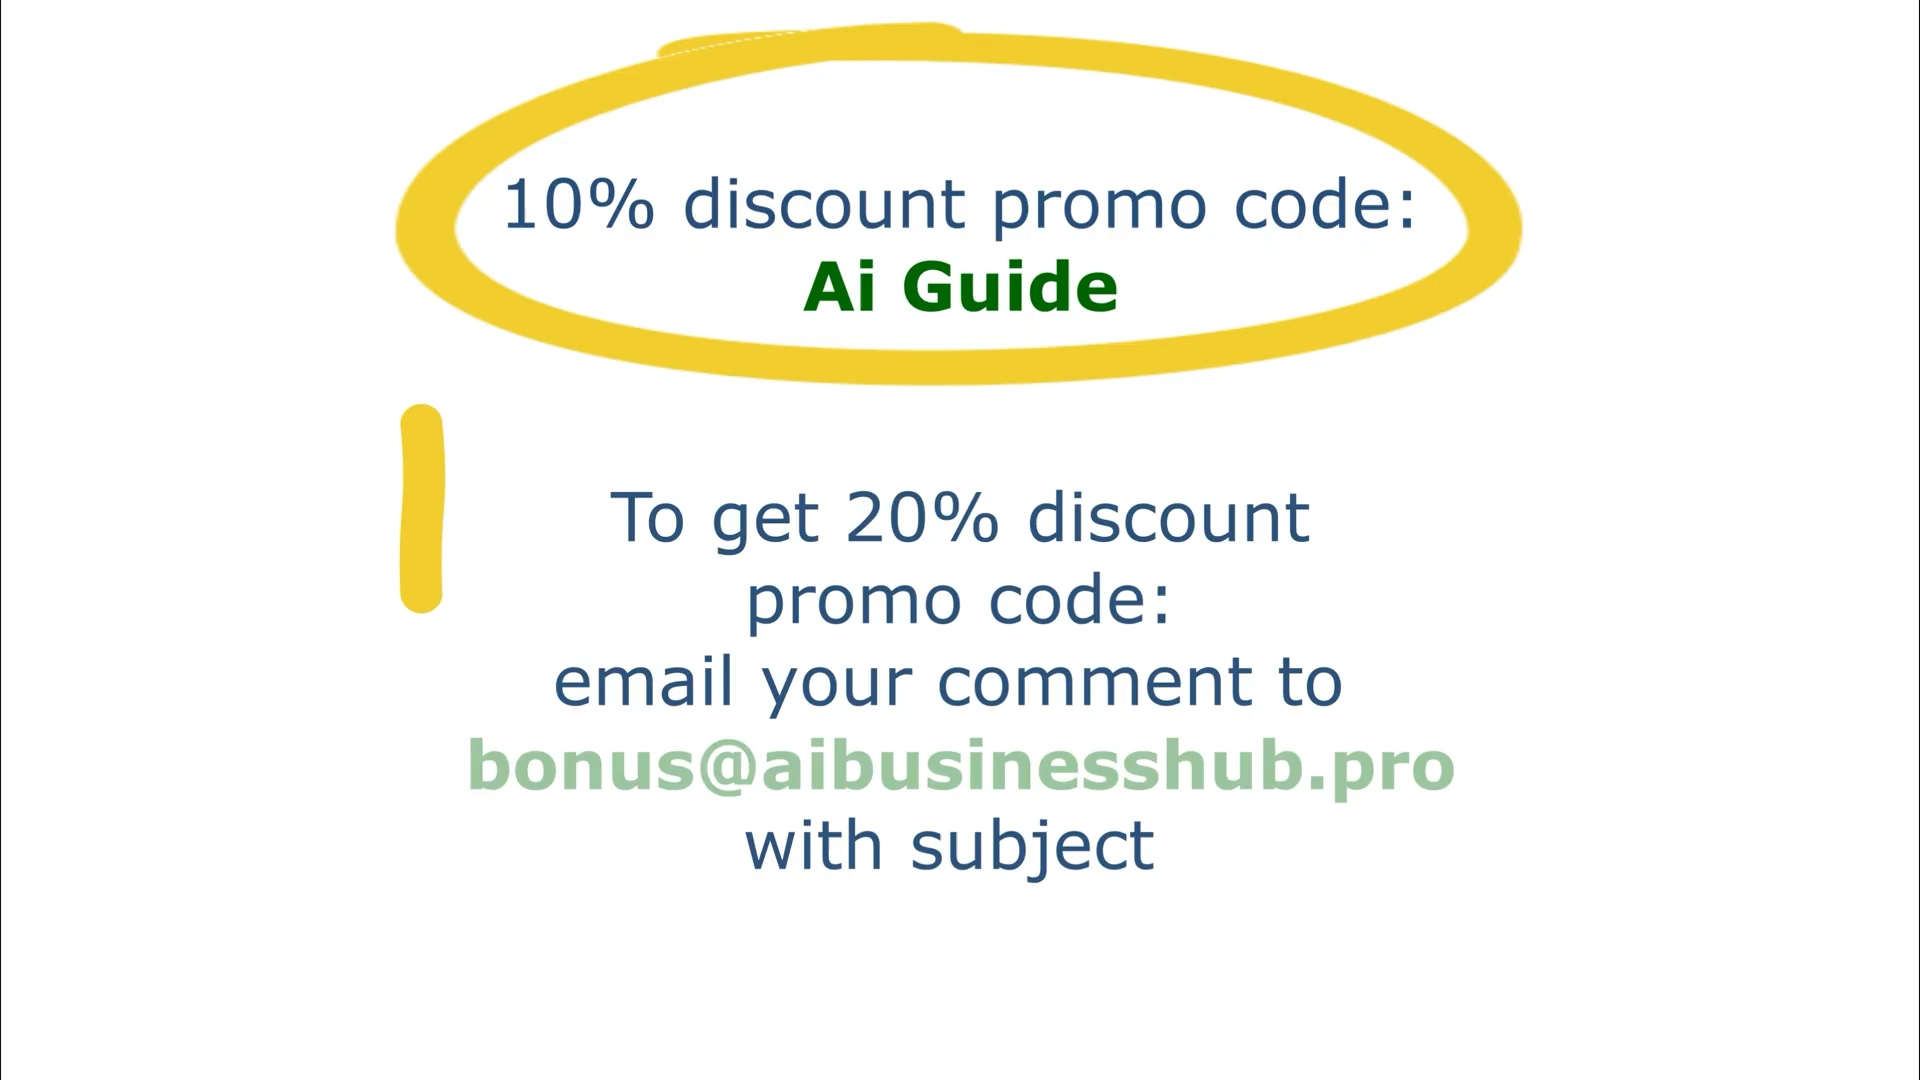 10% discount promo code:
Ai Guide
To get 20% discount
promo code:
email your comment to
bonus@aibusinesshub.pro
with subject